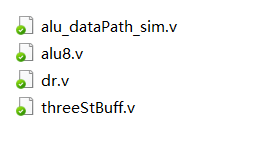 alu_dataPath_sim.v
alu8.v
dr.v
threeStBuff.v